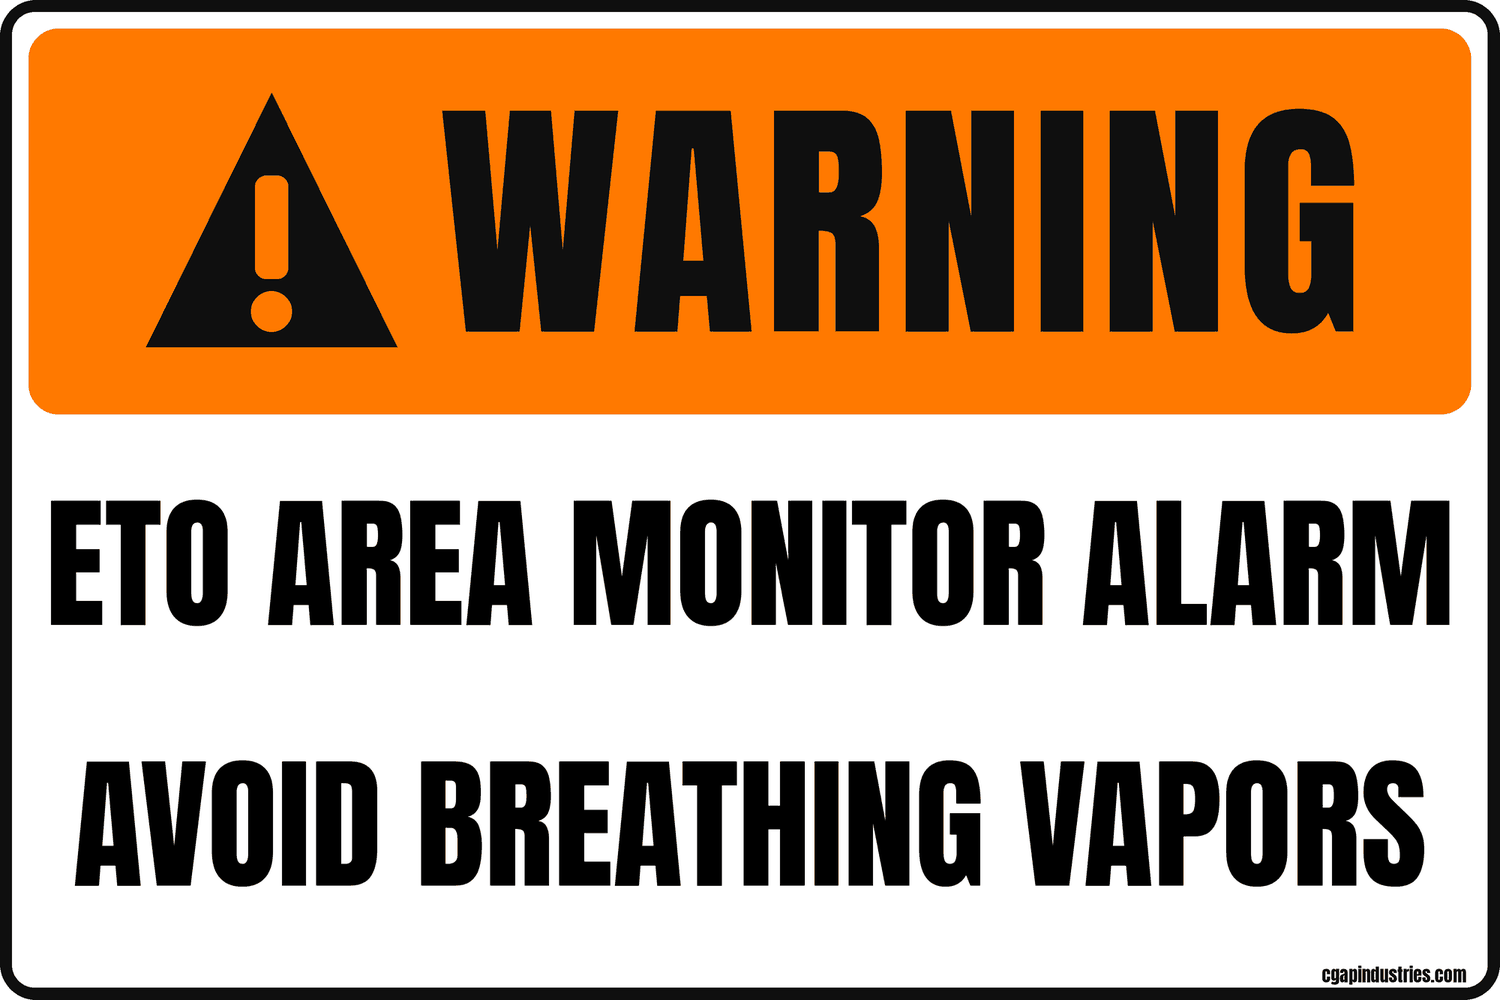 WARNING
ETO AREA MONITOR ALARM
AVOID BREATHING VAPORS
cgapindustries.com